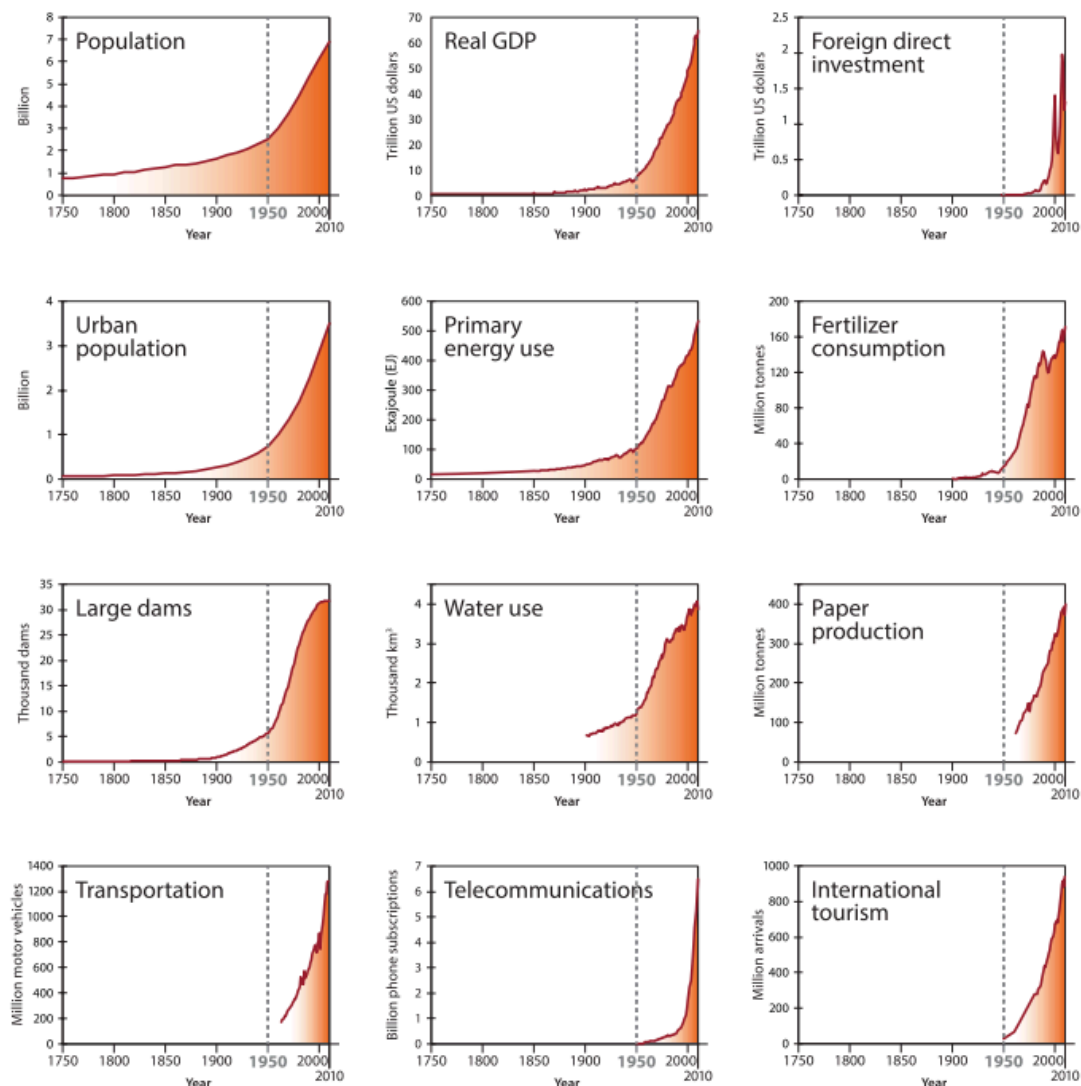 Population
Billion
8
7
6
5
4
3
2
1
0
1750 1800 1850 1900 1950 2000
2010
Year
Real GDP
Trillion US dollars
70
60
50
40
30
20
10
0
1750 1800 1850 1900 1950 2000
2010
Year
Foreign direct
investment
Trillion US dollars
2.5
2
1.5
1
0.5
0
1750 1800 1850 1900 1950 2000
2010
Year
Urban
population
Billion
4
3
2
1
0
1750 1800 1850 1900 1950 2000
2010
Year
Primary
energy use
Exajoule (EJ)
600
500
400
300
200
100
0
1750 1800 1850 1900 1950 2000
2010
Year
Fertilizer
consumption
Million tonnes
200
160
120
80
40
0
1750 1800 1850 1900 1950 2000
2010
Year
Large dams
Thousand dams
35
30
25
20
15
10
5
0
1750 1800 1850 1900 1950 2000
2010
Year
Water use
Thousand km³
4
3
2
1
0
1750 1800 1850 1900 1950 2000
2010
Year
Paper
production
Million tonnes
400
300
200
100
0
1750 1800 1850 1900 1950 2000
2010
Year
Transportation
Million motor vehicles
1400
1200
1000
800
600
400
200
0
1750 1800 1850 1900 1950 2000
2010
Year
Telecommunications
Billion phone subscriptions
7
6
5
4
3
2
1
0
1750 1800 1850 1900 1950 2000
2010
Year
International
tourism
Million arrivals
1000
800
600
400
200
0
1750 1800 1850 1900 1950 2000
2010
Year